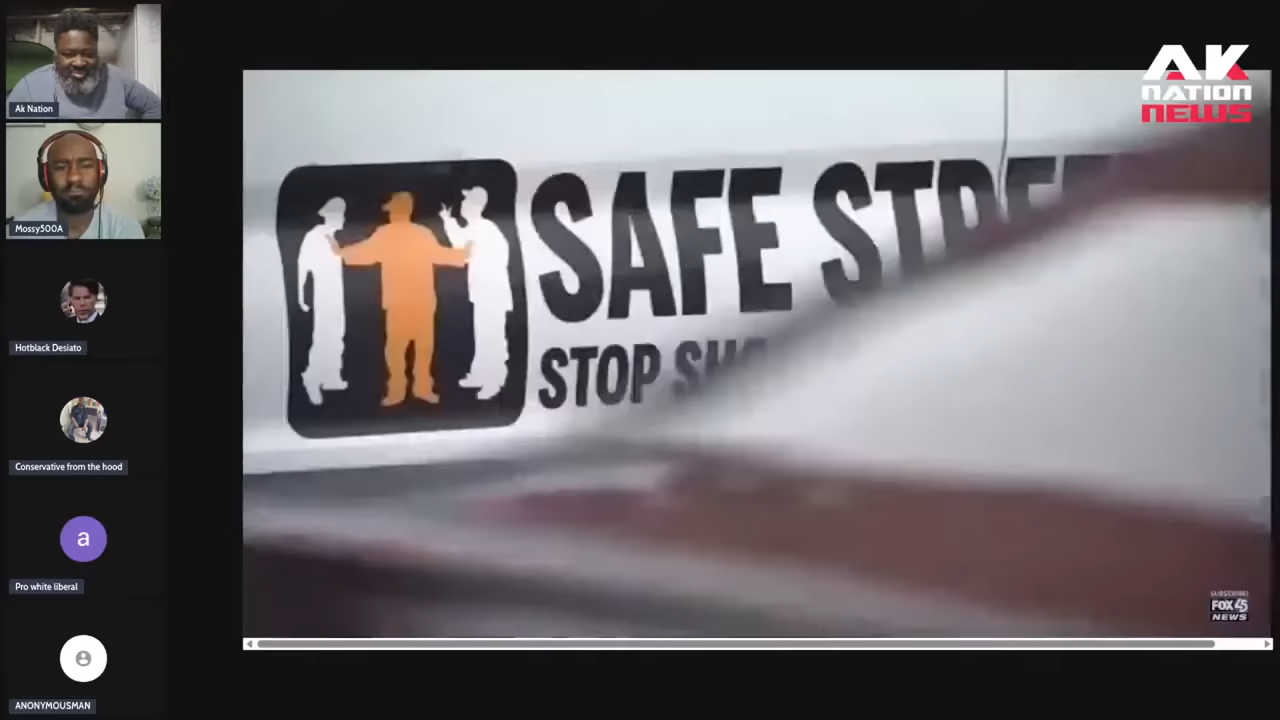 Ak Nation
Mossy500A
Hotblack Desiato
Conservative from the hood
a
Pro white liberal
ANONYMOUSMAN
SAFE
STOP
SUBSCRIBE!
FOX 45
NEWS
AK
NATION
NEWS